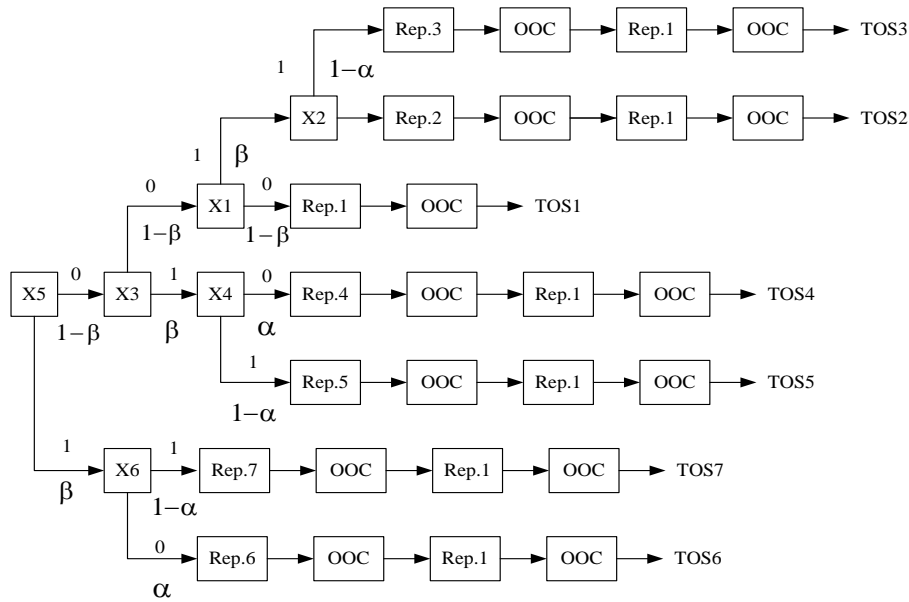 Rep.3 OOC Rep.1 OOC TOS3
1 1−α
X2 Rep.2 OOC Rep.1 OOC TOS2
1 β
0 0
X1 Rep.1 OOC TOS1
1−β 1−β
0 1 0
X5 X3 X4 Rep.4 OOC Rep.1 OOC TOS4
1−β β α
1
Rep.5 OOC Rep.1 OOC TOS5
1−α
1 1
X6 Rep.7 OOC Rep.1 OOC TOS7
β 1−α
0
Rep.6 OOC Rep.1 OOC TOS6
α